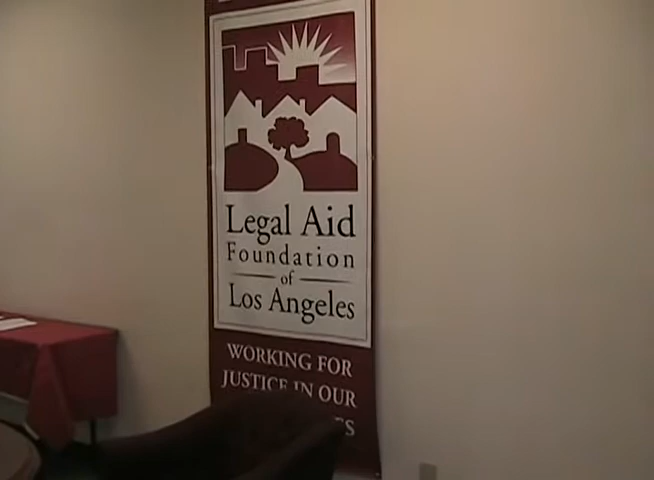 Legal Aid
Foundation
of
Los Angeles
WORKING FOR
JUSTICE IN OUR